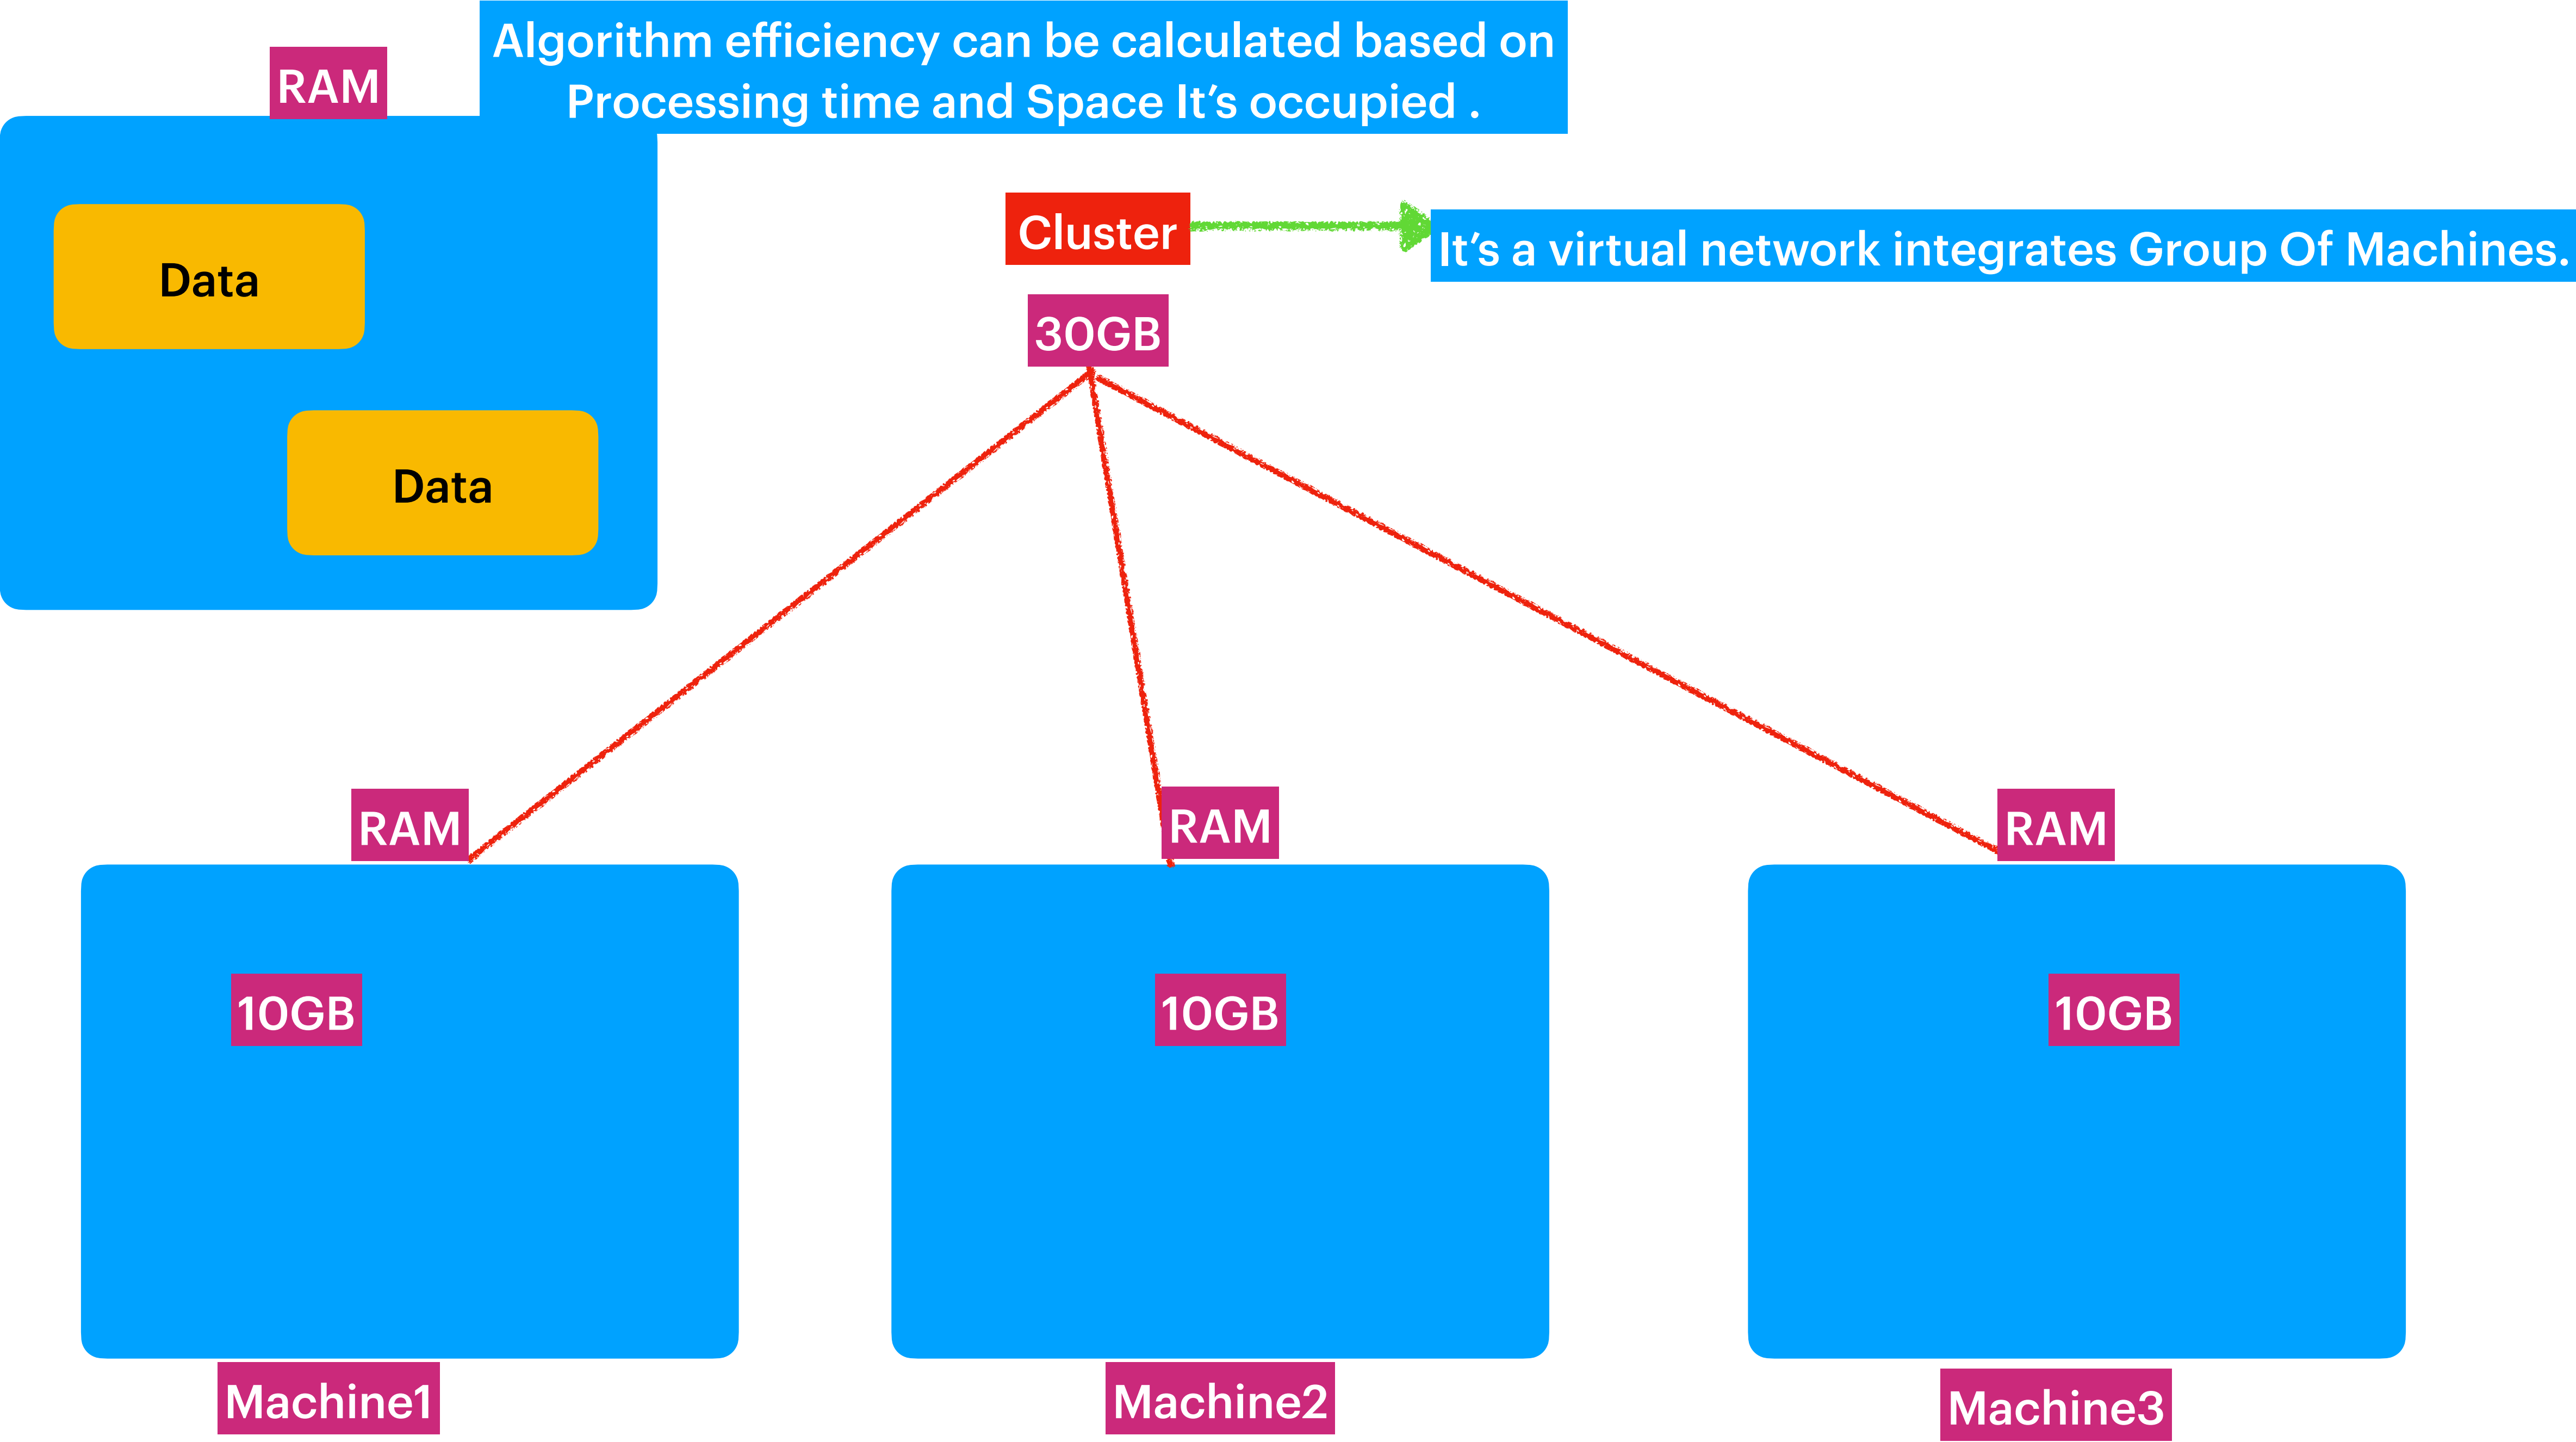 Algorithm efficiency can be calculated based on
Processing time and Space It’s occupied .
RAM
Data
Data
Cluster
It’s a virtual network integrates Group Of Machines.
30GB
RAM
RAM
RAM
10GB
10GB
10GB
Machine1
Machine2
Machine3